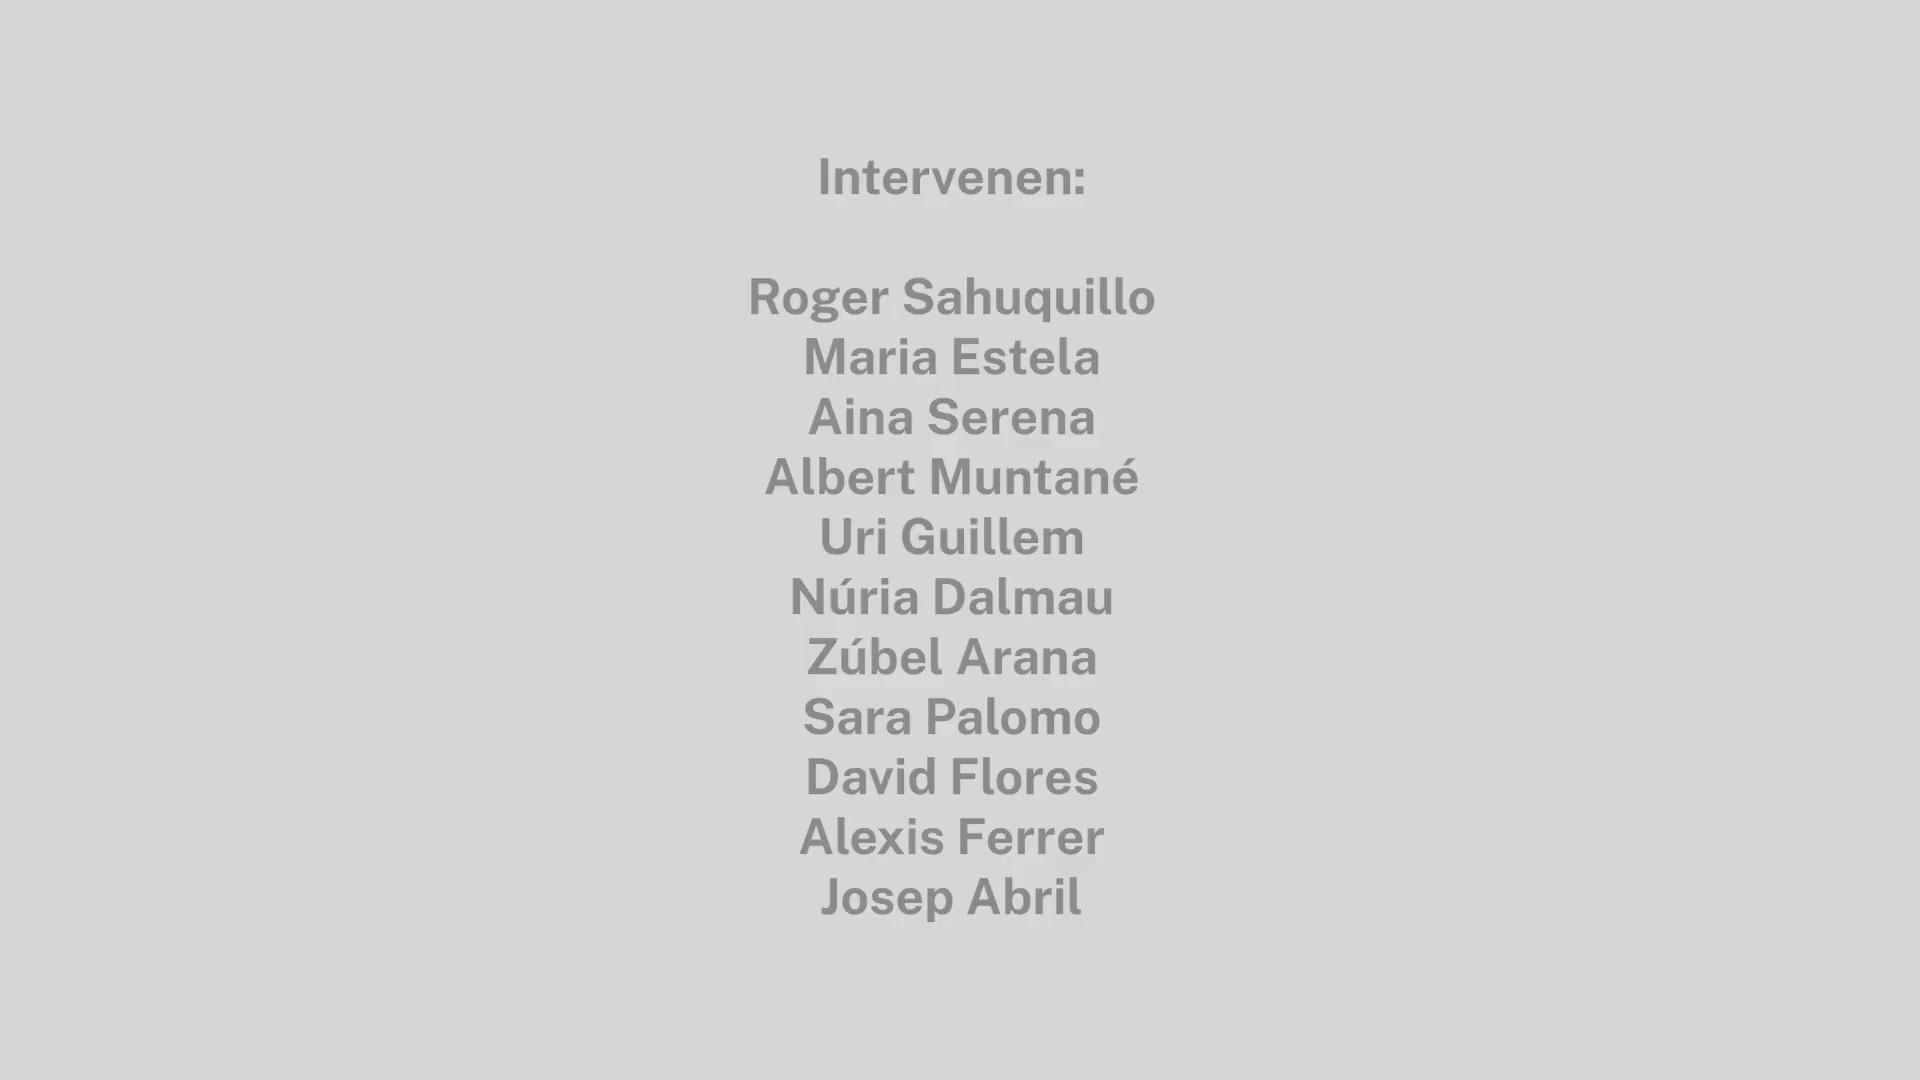 Intervenen:
Roger Sahuquillo
Maria Estela
Aina Serena
Albert Muntané
Uri Guillem
Núria Dalmau
Zúbel Arana
Sara Palomo
David Flores
Alexis Ferrer
Josep Abril